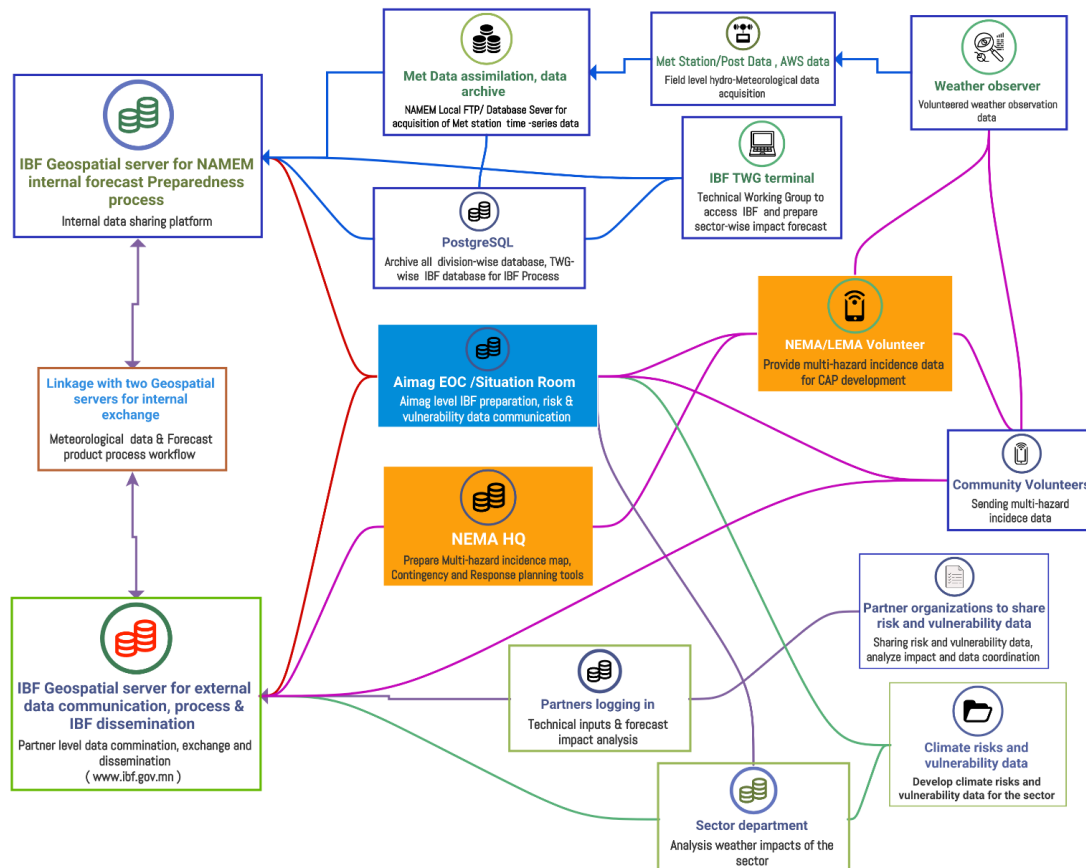 Met Data assimilation, data
archive
NAMEM Local FTP/ Database Sever for
acquisition of Met station time -series data
Met Station/Post Data , AWS data
Field level hydro-Meteorological data
acquisition
Weather observer
Volunteered weather observation
data
IBF Geospatial server for NAMEM
internal forecast Preparedness
process
Internal data sharing platform
IBF TWG terminal
Technical Working Group to
access IBF and prepare
sector-wise impact forecast
PostgreSQL
Archive all division-wise database, TWG-
wise IBF database for IBF Process
NEMA/LEMA Volunteer
Provide multi-hazard incidence data
for CAP development
Aimag EOC /Situation Room
Aimag level IBF preparation, risk &
vulnerability data communication
Linkage with two Geospatial
servers for internal
exchange
Meteorological data & Forecast
product process workflow
Community Volunteers
Sending multi-hazard
incidece data
NEMA HQ
Prepare Multi-hazard incidence map,
Contingency and Response planning tools
Partner organizations to share
risk and vulnerability data
Sharing risk and vulnerability data,
analyze impact and data coordination
IBF Geospatial server for external
data communication, process &
IBF dissemination
Partner level data commination, exchange and
dissemination
( www.ibf.gov.mn )
Partners logging in
Technical inputs & forecast
impact analysis
Climate risks and
vulnerability data
Develop climate risks and
vulnerability data for the sector
Sector department
Analysis weather impacts of the
sector